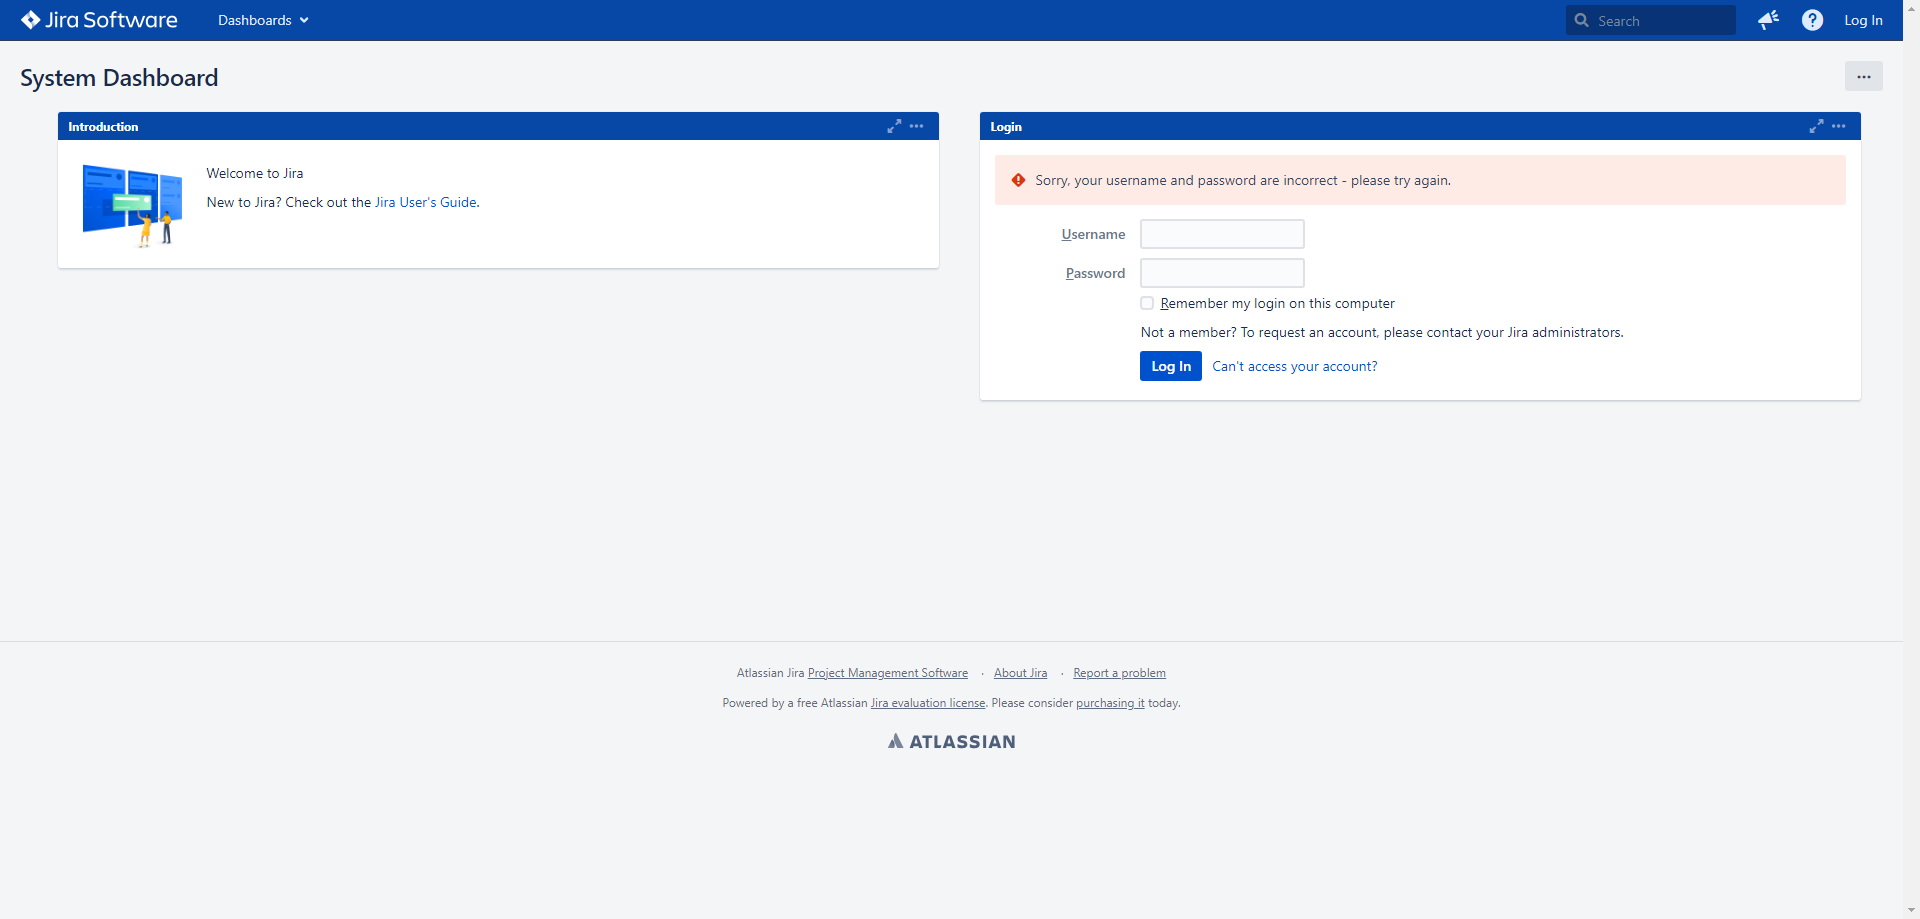 Jira Software
Dashboards
Search
Log In
System Dashboard
Introduction
Welcome to Jira
New to Jira? Check out the Jira User's Guide.
Login
Sorry, your username and password are incorrect - please try again.
Username
Password
Remember my login on this computer
Not a member? To request an account, please contact your Jira administrators.
Log In Can't access your account?
Atlassian Jira Project Management Software · About Jira · Report a problem
Powered by a free Atlassian Jira evaluation license. Please consider purchasing it today.
ATLASSIAN